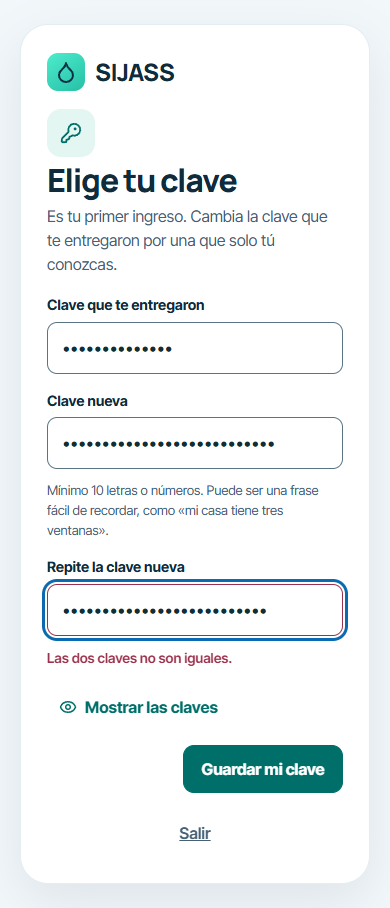 SIJASS
Elige tu clave
Es tu primer ingreso. Cambia la clave que
te entregaron por una que solo tú
conozcas.
Clave que te entregaron
••••••••••••••
Clave nueva
•••••••••••••••••••••••••••
Mínimo 10 letras o números. Puede ser una frase
fácil de recordar, como «mi casa tiene tres
ventanas».
Repite la clave nueva
••••••••••••••••••••••••••
Las dos claves no son iguales.
Mostrar las claves
Guardar mi clave
Salir